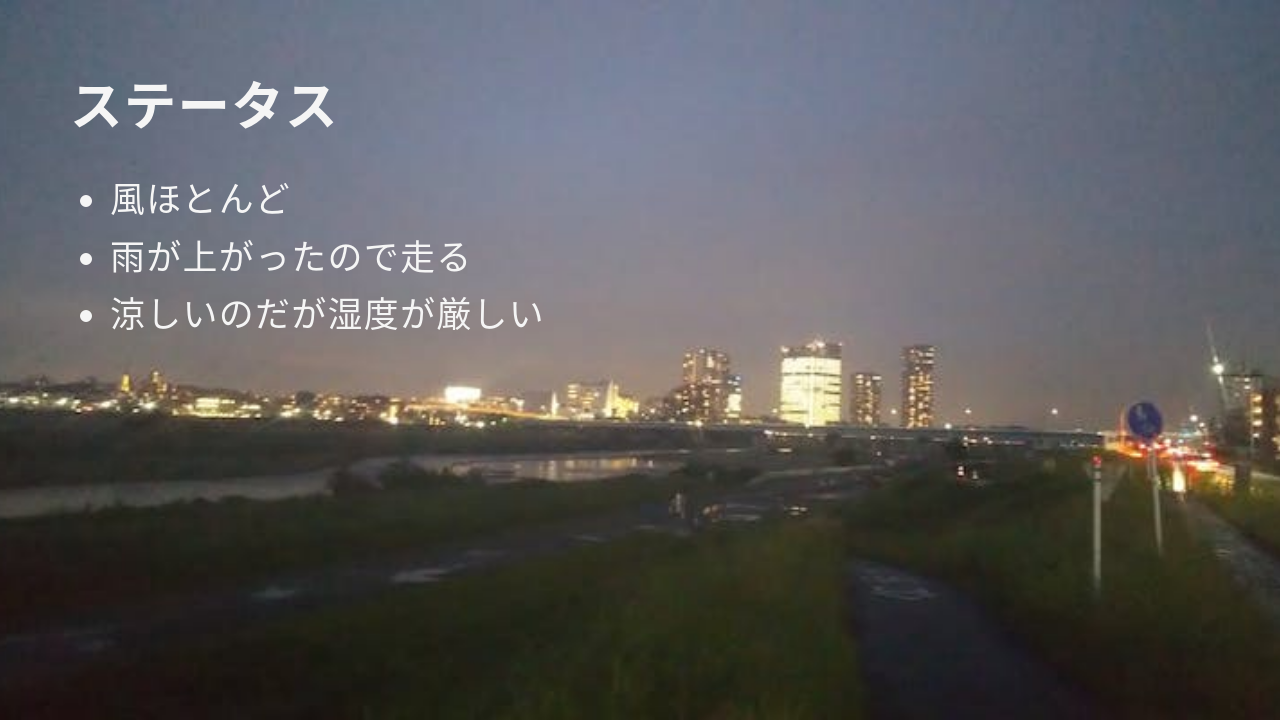 ステータス
• 風ほとんど
• 雨が上がったので走る
• 涼しいのだが湿度が厳しい